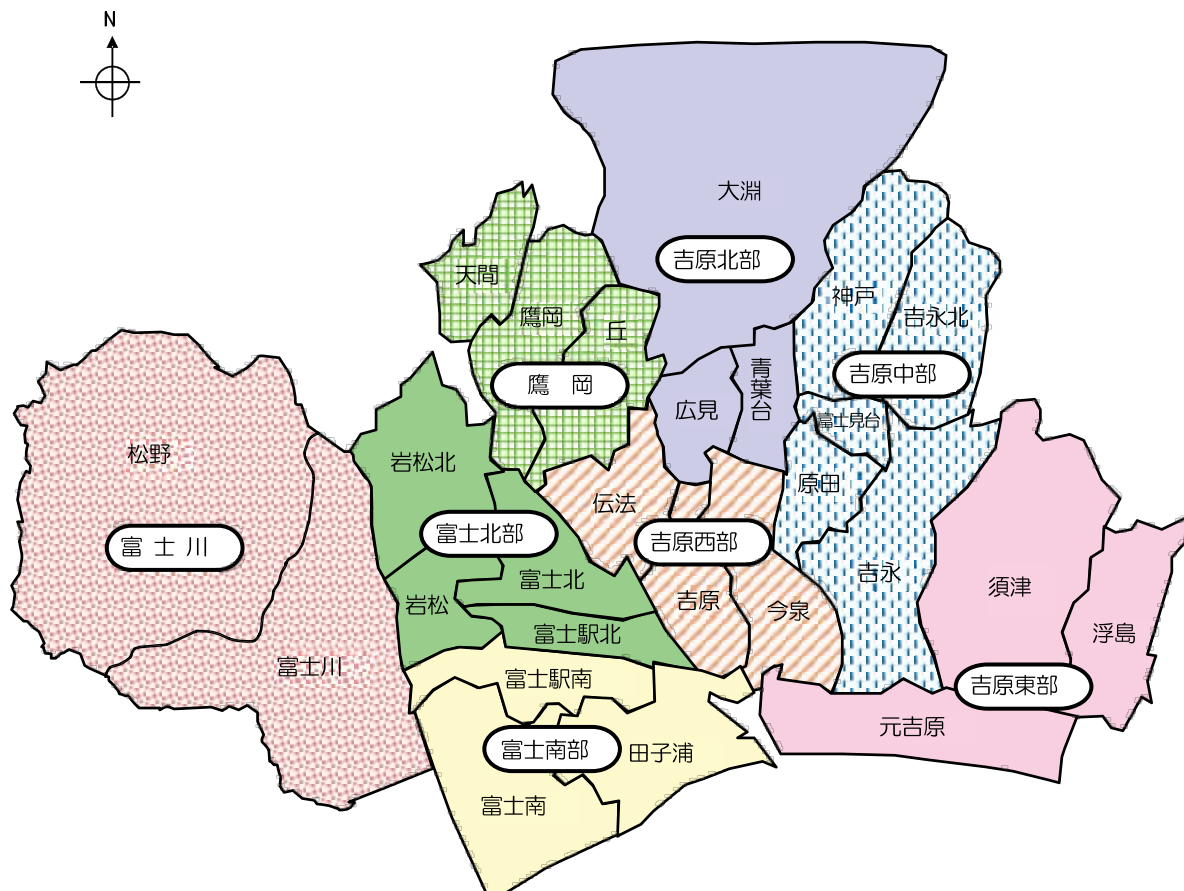 N
大淵
吉原北部
天間
神戸
鷹岡
吉永北
丘
青葉台
吉原中部
鷹 岡
広見
富士見台
松野
岩松北
原田
伝法
富士北部
吉原西部
富 士 川
吉永
富士北
須津
吉原
岩松
今泉
富士駅北
浮島
富士川
富士駅南
吉原東部
元吉原
富士南部
田子浦
富士南